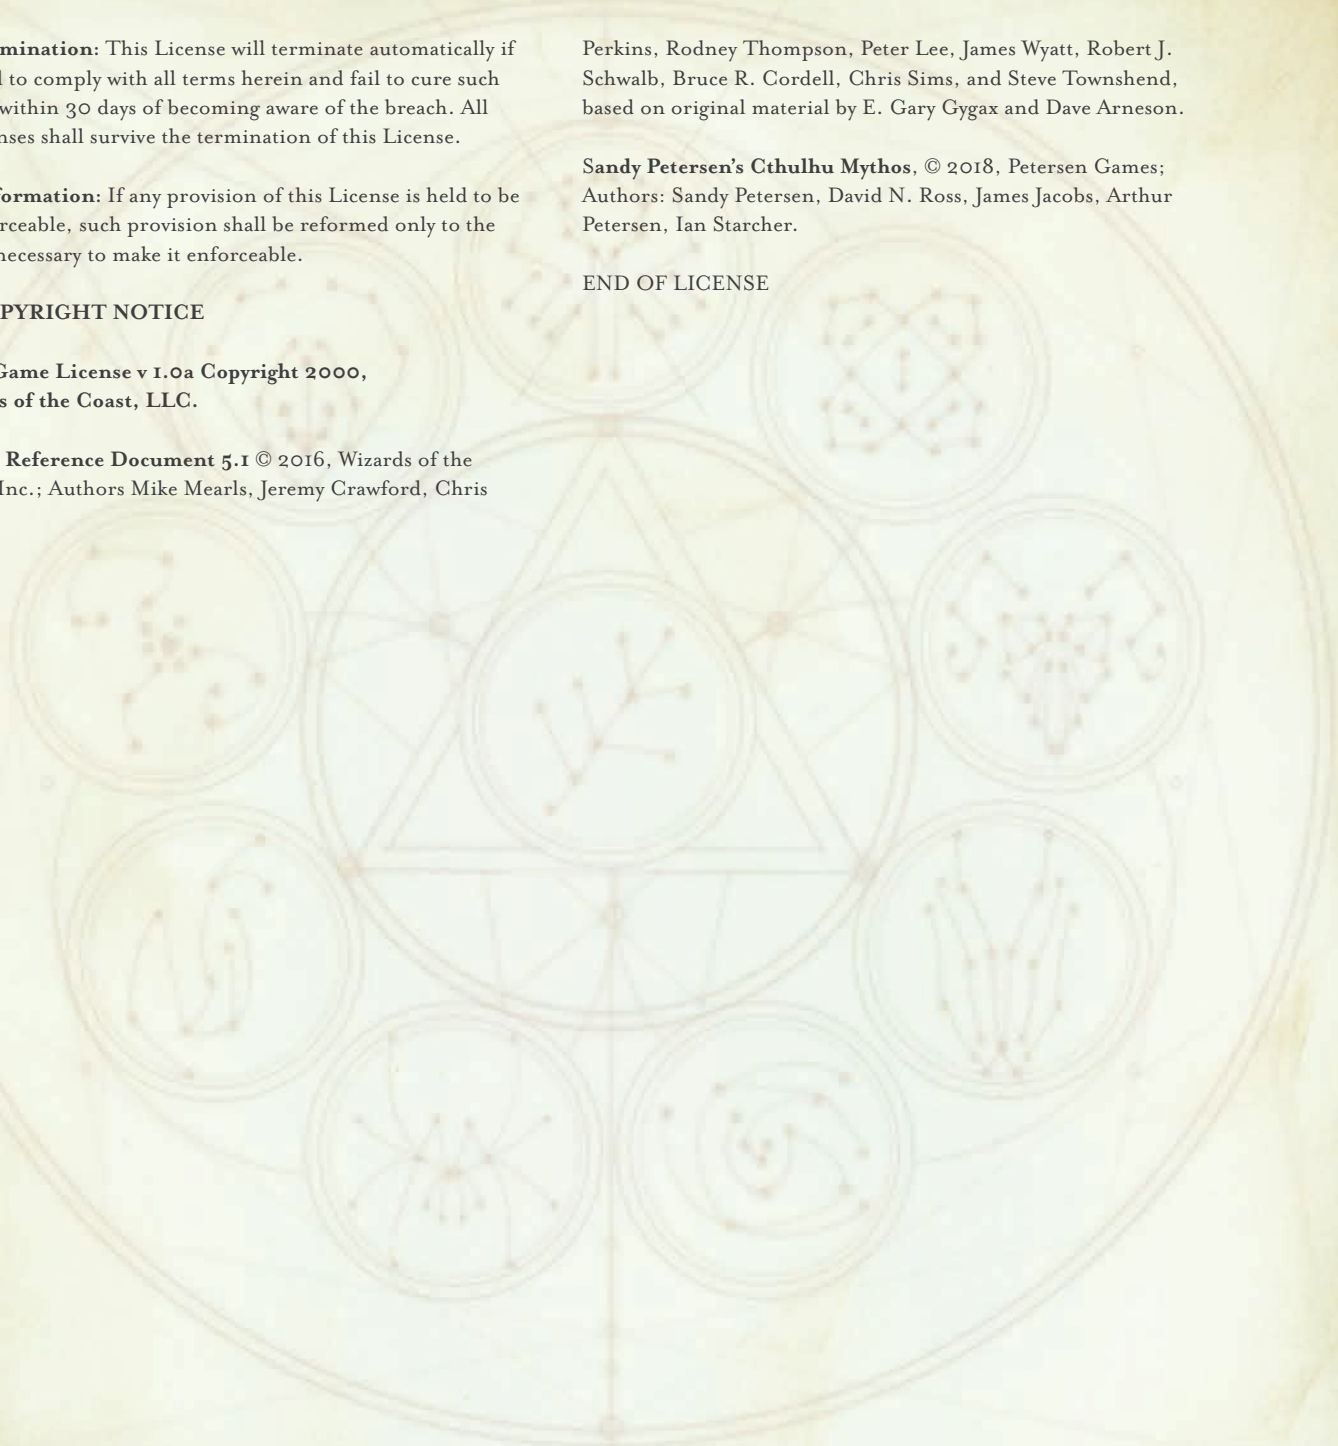 mination: This License will terminate automatically if
l to comply with all terms herein and fail to cure such
within 30 days of becoming aware of the breach. All
nses shall survive the termination of this License.
formation: If any provision of this License is held to be
rceable, such provision shall be reformed only to the
necessary to make it enforceable.
PYRIGHT NOTICE
Game License v 1.0a Copyright 2000,
s of the Coast, LLC.
Reference Document 5.1 © 2016, Wizards of the
Inc.; Authors Mike Mearls, Jeremy Crawford, Chris
Perkins, Rodney Thompson, Peter Lee, James Wyatt, Robert J.
Schwalb, Bruce R. Cordell, Chris Sims, and Steve Townshend,
based on original material by E. Gary Gygax and Dave Arneson.
Sandy Petersen's Cthulhu Mythos, © 2018, Petersen Games;
Authors: Sandy Petersen, David N. Ross, James Jacobs, Arthur
Petersen, Ian Starcher.
END OF LICENSE